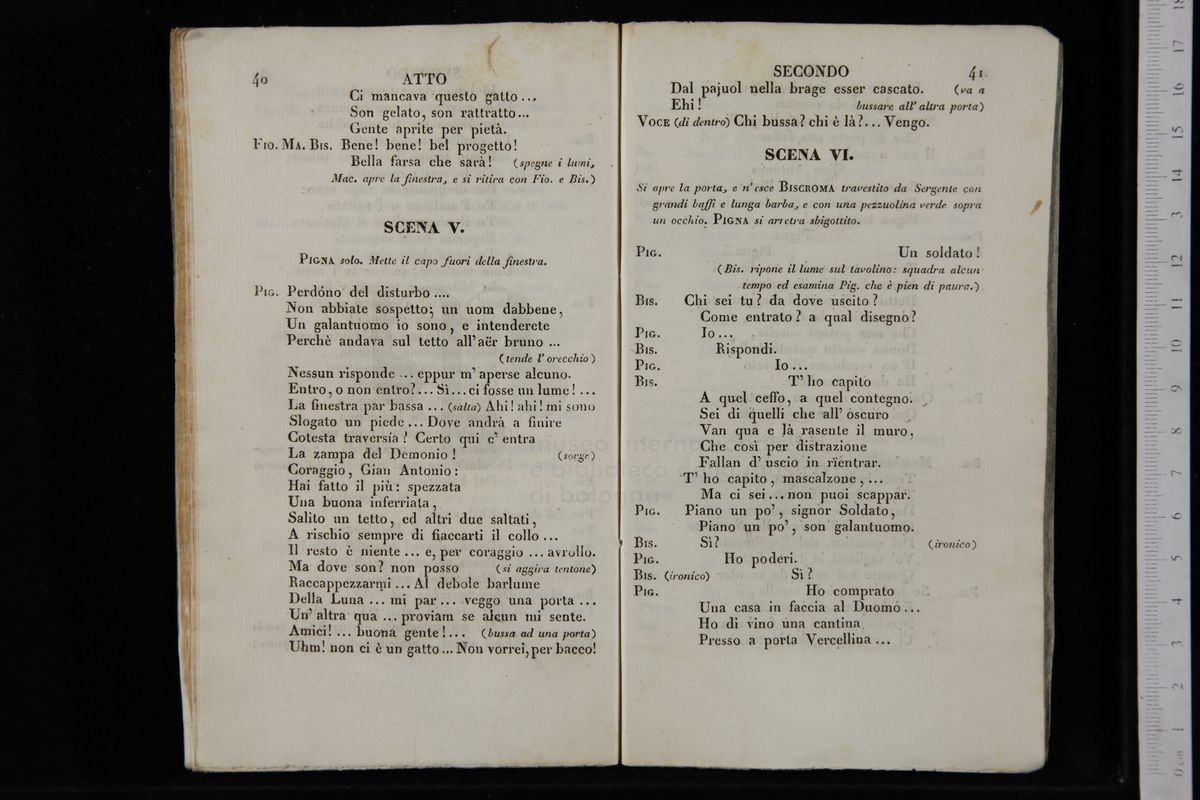 40 ATTO
Ci mancava questo gatto...
Son gelato, son rattratto...
Gente aprite per pietà.
FIO. MA. BIS. Bene! bene! bel progetto!
Bella farsa che sarà! (spegne i lumi,
Mac. apre la finestra, e si ritira con Fio. e Bis.)
SCENA V.
PIGNA solo. Mette il capo fuori della finestra.
PIG. Perdóno del disturbo ....
Non abbiate sospetto; un uom dabbene,
Un galantuomo io sono, e intenderete
Perchè andava sul tetto all'aër bruno ...
(tende l'orecchio)
Nessun risponde ... eppur m'aperse alcuno.
Entro, o non entro?... Sì... ci fosse un lume! ...
La finestra par bassa ... (salta) Ahi! ahi! mi sono
Slogato un piede ... Dove andrà a finire
Cotesta traversia? Certo qui c'entra
La zampa del Demonio! (sorge)
Coraggio, Gian Antonio:
Hai fatto il più: spezzata
Una buona inferriata,
Salito un tetto, ed altri due saltati,
A rischio sempre di fiaccarti il collo ...
Il resto è niente ... e, per coraggio ... avrollo.
Ma dove son? non posso (si aggira tentone)
Raccappezzarmi ... Al debole barlume
Della Luna ... mi par ... veggo una porta ...
Un'altra qua ... proviam se alcun mi sente.
Amici! ... buona gente!... (bussa ad una porta)
Uhm! non ci è un gatto... Non vorrei, per bacco!
SECONDO 41
Dal pajuol nella brage esser cascato. (va a
Ehi! bussare all'altra porta)
VOCE (di dentro) Chi bussa? chi è là?... Vengo.
SCENA VI.
Si apre la porta, e n'esce BISCROMA travestito da Sergente con
grandi baffi e lunga barba, e con una pezzuolina verde sopra
un occhio. PIGNA si arretra sbigottito.
PIG. Un soldato!
(Bis. ripone il lume sul tavolino: squadra alcun
tempo ed esamina Pig. che è pien di paura.)
BIS. Chi sei tu? da dove uscito?
Come entrato? a qual disegno?
PIG. Io...
BIS. Rispondi.
PIG. Io...
BIS. T'ho capito
A quel ceffo, a quel contegno.
Sei di quelli che all'oscuro
Van qua e là rasente il muro,
Che così per distrazione
Fallan d'uscio in rïentrar.
T'ho capito, mascalzone, ...
Ma ci sei... non puoi scappar.
PIG. Piano un po', signor Soldato,
Piano un po', son galantuomo.
BIS. Sì? (ironico)
PIG. Ho poderi.
BIS. (ironico) Sì?
PIG. Ho comprato
Una casa in faccia al Duomo...
Ho di vino una cantina
Presso a porta Vercellina ...
museo internazionale
e biblioteca della musica
di bologna